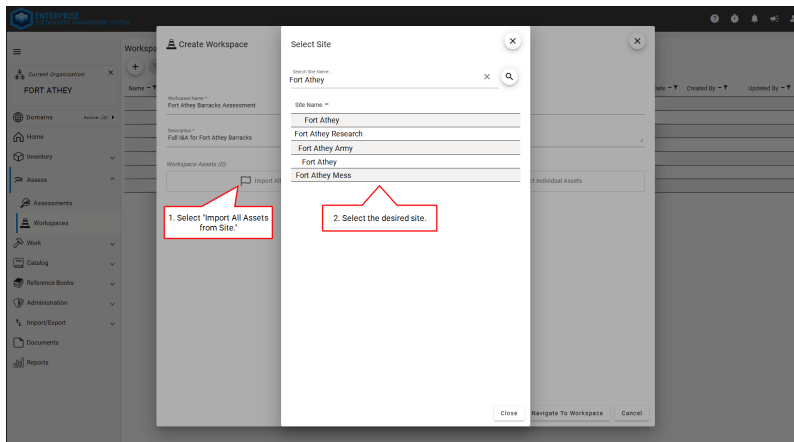 ENTERPRISE
SUSTAINMENT MANAGEMENT SYSTEM
Current Organization:
FORT ATHEY
Domains
Active (3)
Home
Inventory
Assess
Assessments
Workspaces
Work
Catalog
Reference Books
Administration
Import/Export
Documents
Reports
Name
Date
Created By
Updated By
Create Workspace
Workspace Name *
Fort Athey Barracks Assessment
Description *
Full I&A for Fort Athey Barracks
Workspace Assets (0):
Import All
Individual Assets
Navigate To Workspace
Cancel
Select Site
Search Site Name...
Fort Athey
Site Name
Fort Athey
Fort Athey Research
Fort Athey Army
Fort Athey
Fort Athey Mess
Close
1. Select "Import All Assets
from Site."
2. Select the desired site.